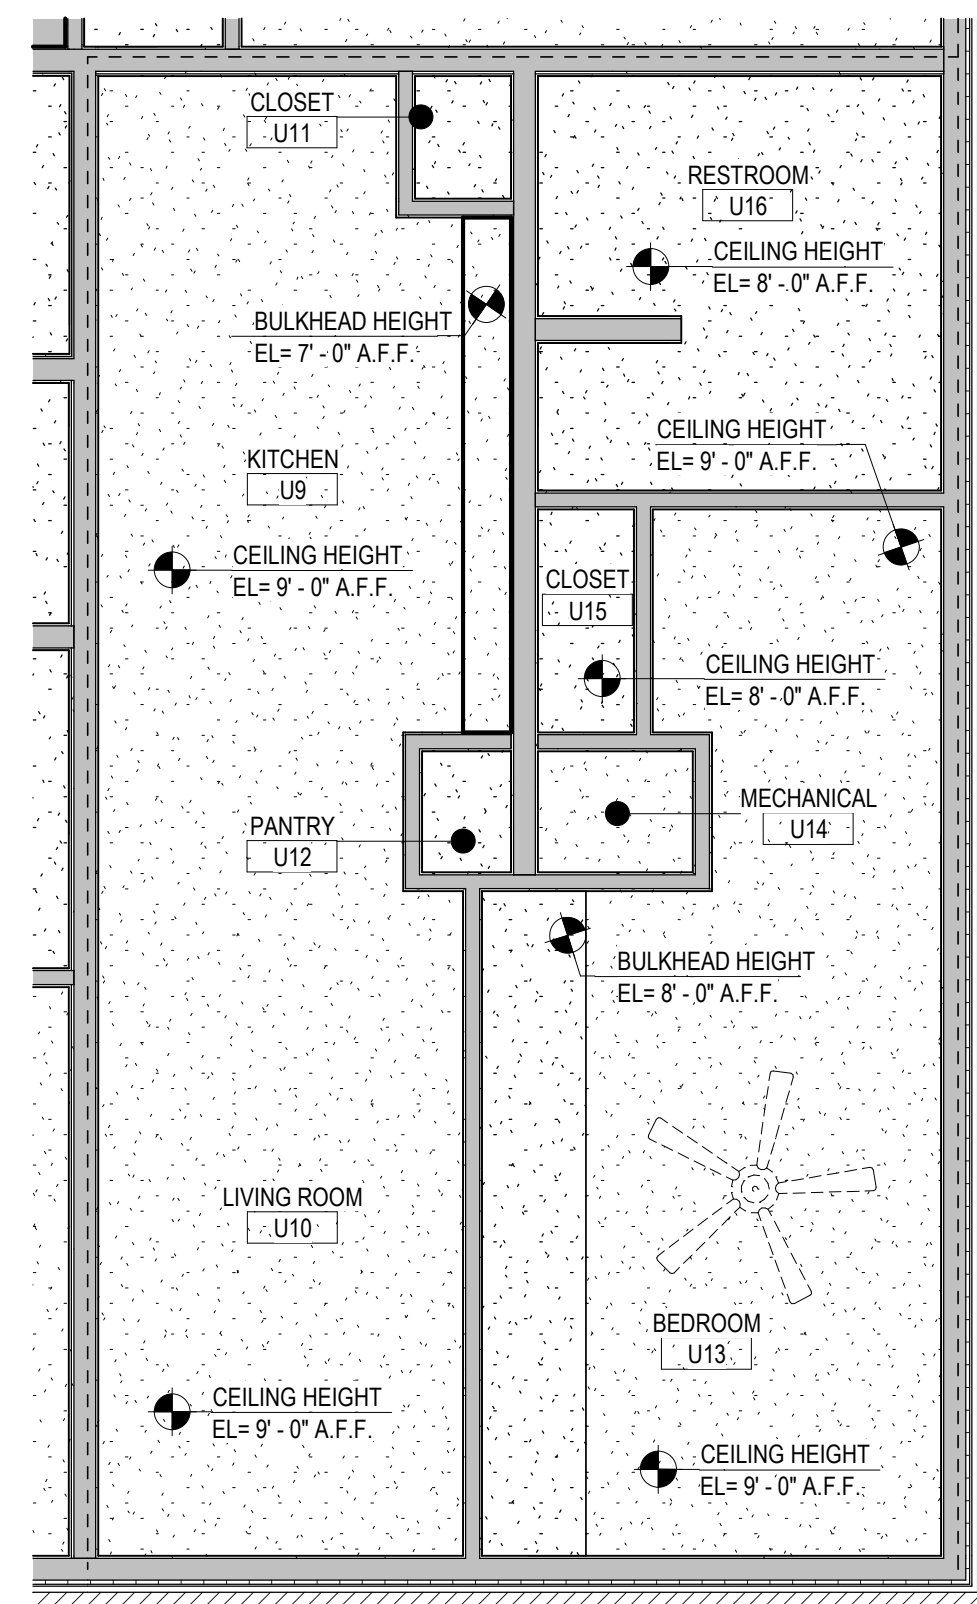 CLOSET
U11
RESTROOM
U16
CEILING HEIGHT
EL= 8' - 0" A.F.F.
BULKHEAD HEIGHT
EL= 7' - 0" A.F.F.
CEILING HEIGHT
EL= 9' - 0" A.F.F.
KITCHEN
U9
CEILING HEIGHT
EL= 9' - 0" A.F.F.
CLOSET
U15
CEILING HEIGHT
EL= 8' - 0" A.F.F.
MECHANICAL
U14
PANTRY
U12
BULKHEAD HEIGHT
EL= 8' - 0" A.F.F.
LIVING ROOM
U10
BEDROOM
U13
CEILING HEIGHT
EL= 9' - 0" A.F.F.
CEILING HEIGHT
EL= 9' - 0" A.F.F.